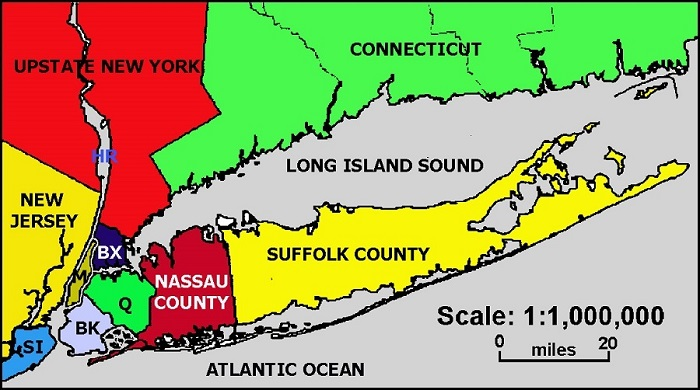 CONNECTICUT
UPSTATE NEW YORK
HR
LONG ISLAND SOUND
NEW
JERSEY
BX
SUFFOLK COUNTY
M
NASSAU
COUNTY
Q
BK
SI
Scale: 1:1,000,000
0 miles 20
ATLANTIC OCEAN